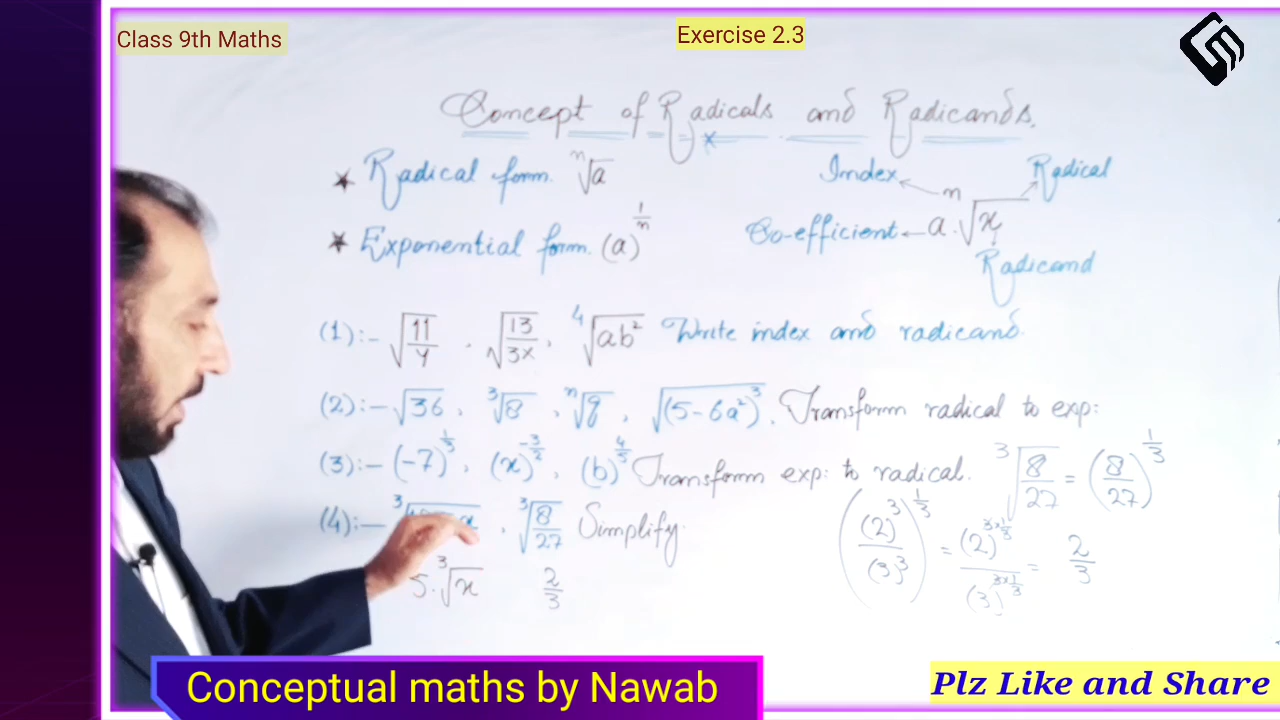 Class 9th Maths
Exercise 2.3
Concept of Radicals and Radicands.
* Radical form. ⁿ√a
Index n Radical
* Exponential form. (a)^(1/n)
Co-efficient ← a . √x
Radicand
(1):- √(11/y) , √(13/3x) , ⁴√(ab²) Write index and radicand.
(2):- √36 , ³√8 , ⁿ√9 , √(5-6a²)³ , Transform radical to exp:
(3):- (-7)^(1/3) , (x)^(-3/2) , (b)^(4/5) Transform exp: to radical.
³√(8/27) = (8/27)^(1/3)
(4):- , ³√(8/27) Simplify
((2)³/(3)³)^(1/3) = (2)^(3×1/3)/(3)^(3×1/3) = 2/3
5.³√x 2/3
Conceptual maths by Nawab
Plz Like and Share